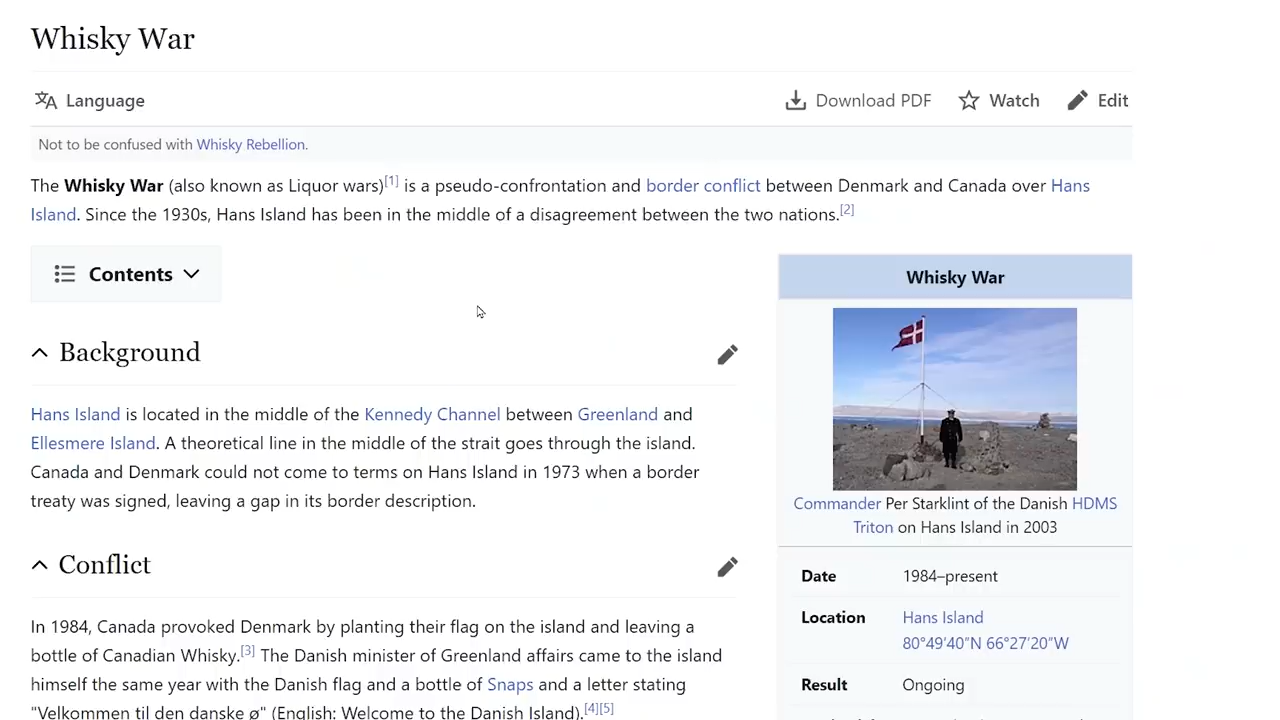 Whisky War
Language
Download PDF
Watch
Edit
Not to be confused with Whisky Rebellion.
The Whisky War (also known as Liquor wars)[1] is a pseudo-confrontation and border conflict between Denmark and Canada over Hans
Island. Since the 1930s, Hans Island has been in the middle of a disagreement between the two nations.[2]
Contents
Background
Hans Island is located in the middle of the Kennedy Channel between Greenland and
Ellesmere Island. A theoretical line in the middle of the strait goes through the island.
Canada and Denmark could not come to terms on Hans Island in 1973 when a border
treaty was signed, leaving a gap in its border description.
Conflict
In 1984, Canada provoked Denmark by planting their flag on the island and leaving a
bottle of Canadian Whisky.[3] The Danish minister of Greenland affairs came to the island
himself the same year with the Danish flag and a bottle of Snaps and a letter stating
"Velkommen til den danske ø" (English: Welcome to the Danish Island).[4][5]
Whisky War
Commander Per Starklint of the Danish HDMS
Triton on Hans Island in 2003
Date 1984–present
Location Hans Island
80°49′40″N 66°27′20″W
Result Ongoing